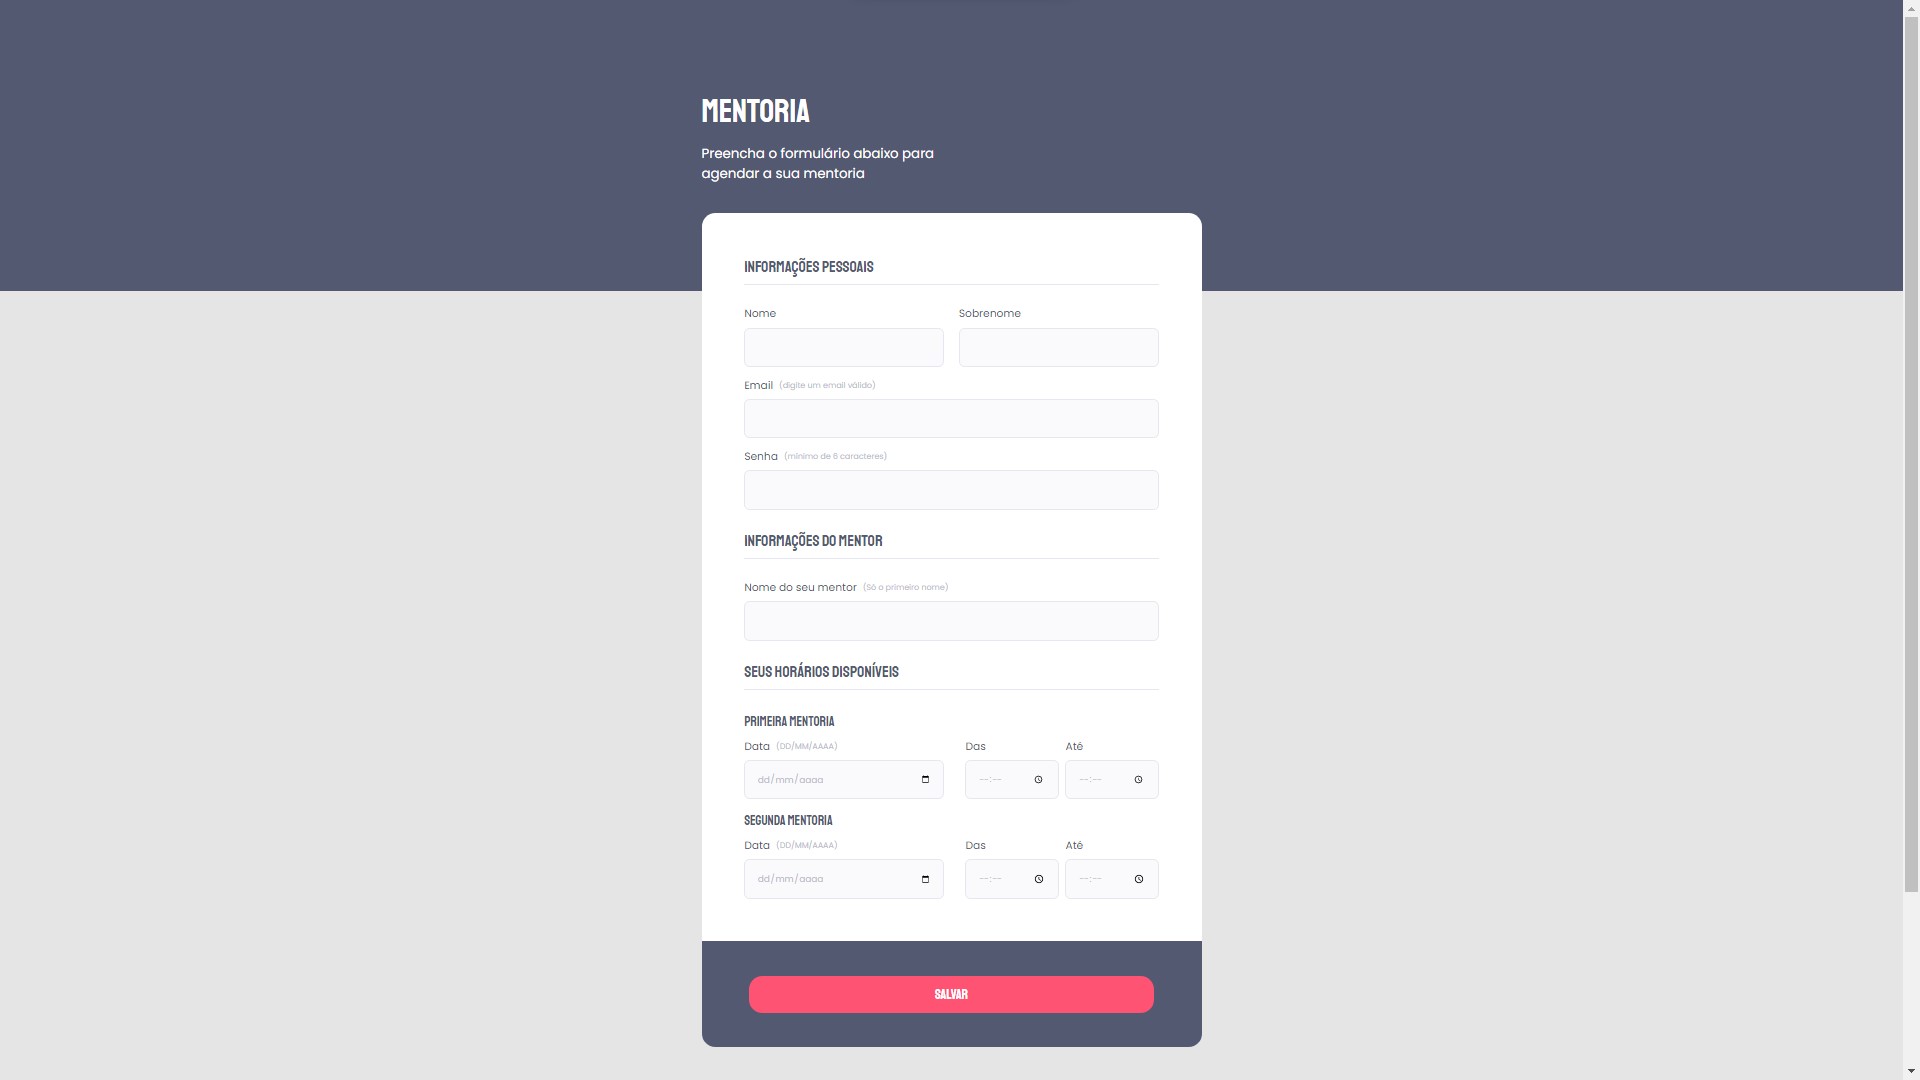 MENTORIA
Preencha o formulário abaixo para
agendar a sua mentoria
INFORMAÇÕES PESSOAIS
Nome Sobrenome
Email (digite um email válido)
Senha (mínimo de 6 caracteres)
INFORMAÇÕES DO MENTOR
Nome do seu mentor (Só o primeiro nome)
SEUS HORÁRIOS DISPONÍVEIS
PRIMEIRA MENTORIA
Data (DD/MM/AAAA) Das Até
dd/mm/aaaa --:-- --:--
SEGUNDA MENTORIA
Data (DD/MM/AAAA) Das Até
dd/mm/aaaa --:-- --:--
SALVAR